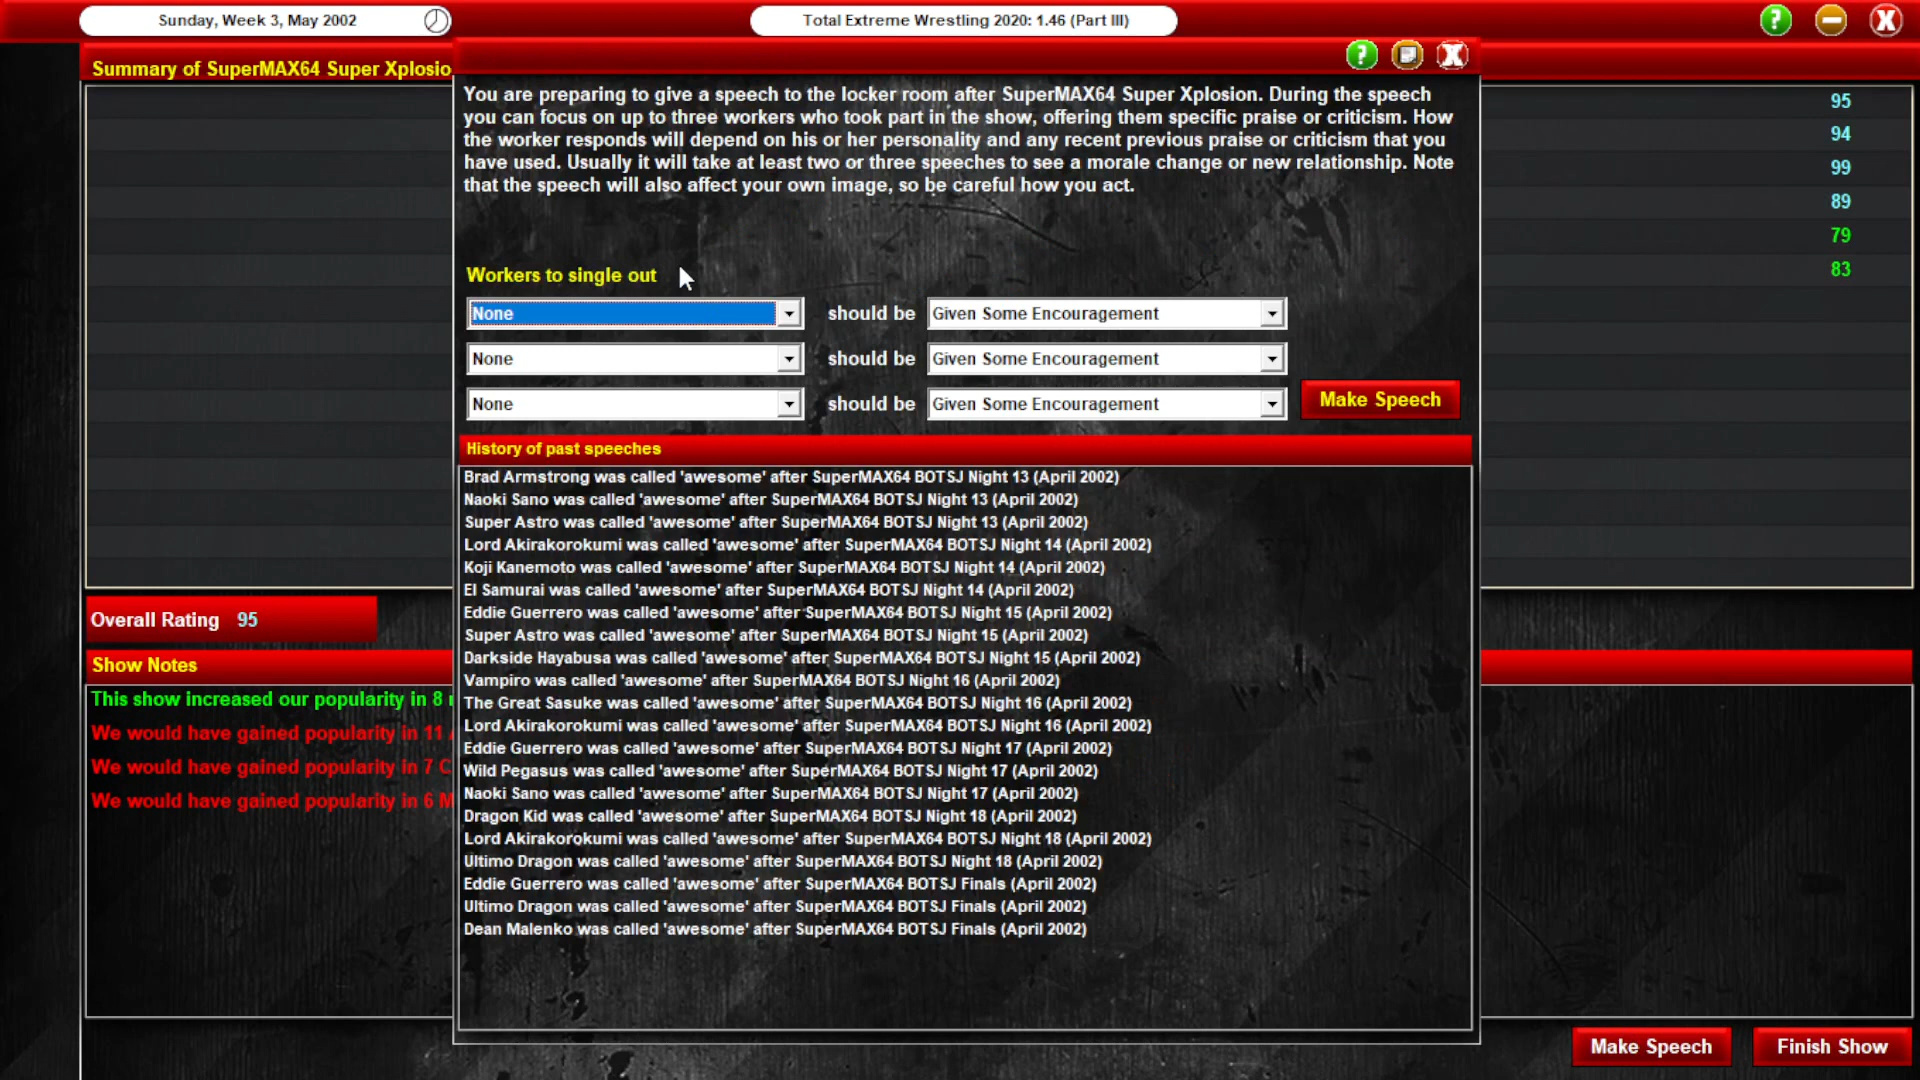 Sunday, Week 3, May 2002
Total Extreme Wrestling 2020: 1.46 (Part III)
Summary of SuperMAX64 Super Xplosio
You are preparing to give a speech to the locker room after SuperMAX64 Super Xplosion. During the speech
you can focus on up to three workers who took part in the show, offering them specific praise or criticism. How
the worker responds will depend on his or her personality and any recent previous praise or criticism that you
have used. Usually it will take at least two or three speeches to see a morale change or new relationship. Note
that the speech will also affect your own image, so be careful how you act.
95
94
99
89
79
83
Workers to single out
None should be Given Some Encouragement
None should be Given Some Encouragement
None should be Given Some Encouragement
Make Speech
History of past speeches
Brad Armstrong was called 'awesome' after SuperMAX64 BOTSJ Night 13 (April 2002)
Naoki Sano was called 'awesome' after SuperMAX64 BOTSJ Night 13 (April 2002)
Super Astro was called 'awesome' after SuperMAX64 BOTSJ Night 13 (April 2002)
Lord Akirakorokumi was called 'awesome' after SuperMAX64 BOTSJ Night 14 (April 2002)
Koji Kanemoto was called 'awesome' after SuperMAX64 BOTSJ Night 14 (April 2002)
El Samurai was called 'awesome' after SuperMAX64 BOTSJ Night 14 (April 2002)
Eddie Guerrero was called 'awesome' after SuperMAX64 BOTSJ Night 15 (April 2002)
Super Astro was called 'awesome' after SuperMAX64 BOTSJ Night 15 (April 2002)
Darkside Hayabusa was called 'awesome' after SuperMAX64 BOTSJ Night 15 (April 2002)
Vampiro was called 'awesome' after SuperMAX64 BOTSJ Night 16 (April 2002)
The Great Sasuke was called 'awesome' after SuperMAX64 BOTSJ Night 16 (April 2002)
Lord Akirakorokumi was called 'awesome' after SuperMAX64 BOTSJ Night 16 (April 2002)
Eddie Guerrero was called 'awesome' after SuperMAX64 BOTSJ Night 17 (April 2002)
Wild Pegasus was called 'awesome' after SuperMAX64 BOTSJ Night 17 (April 2002)
Naoki Sano was called 'awesome' after SuperMAX64 BOTSJ Night 17 (April 2002)
Dragon Kid was called 'awesome' after SuperMAX64 BOTSJ Night 18 (April 2002)
Lord Akirakorokumi was called 'awesome' after SuperMAX64 BOTSJ Night 18 (April 2002)
Ultimo Dragon was called 'awesome' after SuperMAX64 BOTSJ Night 18 (April 2002)
Eddie Guerrero was called 'awesome' after SuperMAX64 BOTSJ Finals (April 2002)
Ultimo Dragon was called 'awesome' after SuperMAX64 BOTSJ Finals (April 2002)
Dean Malenko was called 'awesome' after SuperMAX64 BOTSJ Finals (April 2002)
Overall Rating 95
Show Notes
This show increased our popularity in 8
We would have gained popularity in 11
We would have gained popularity in 7 C
We would have gained popularity in 6 M
Make Speech
Finish Show